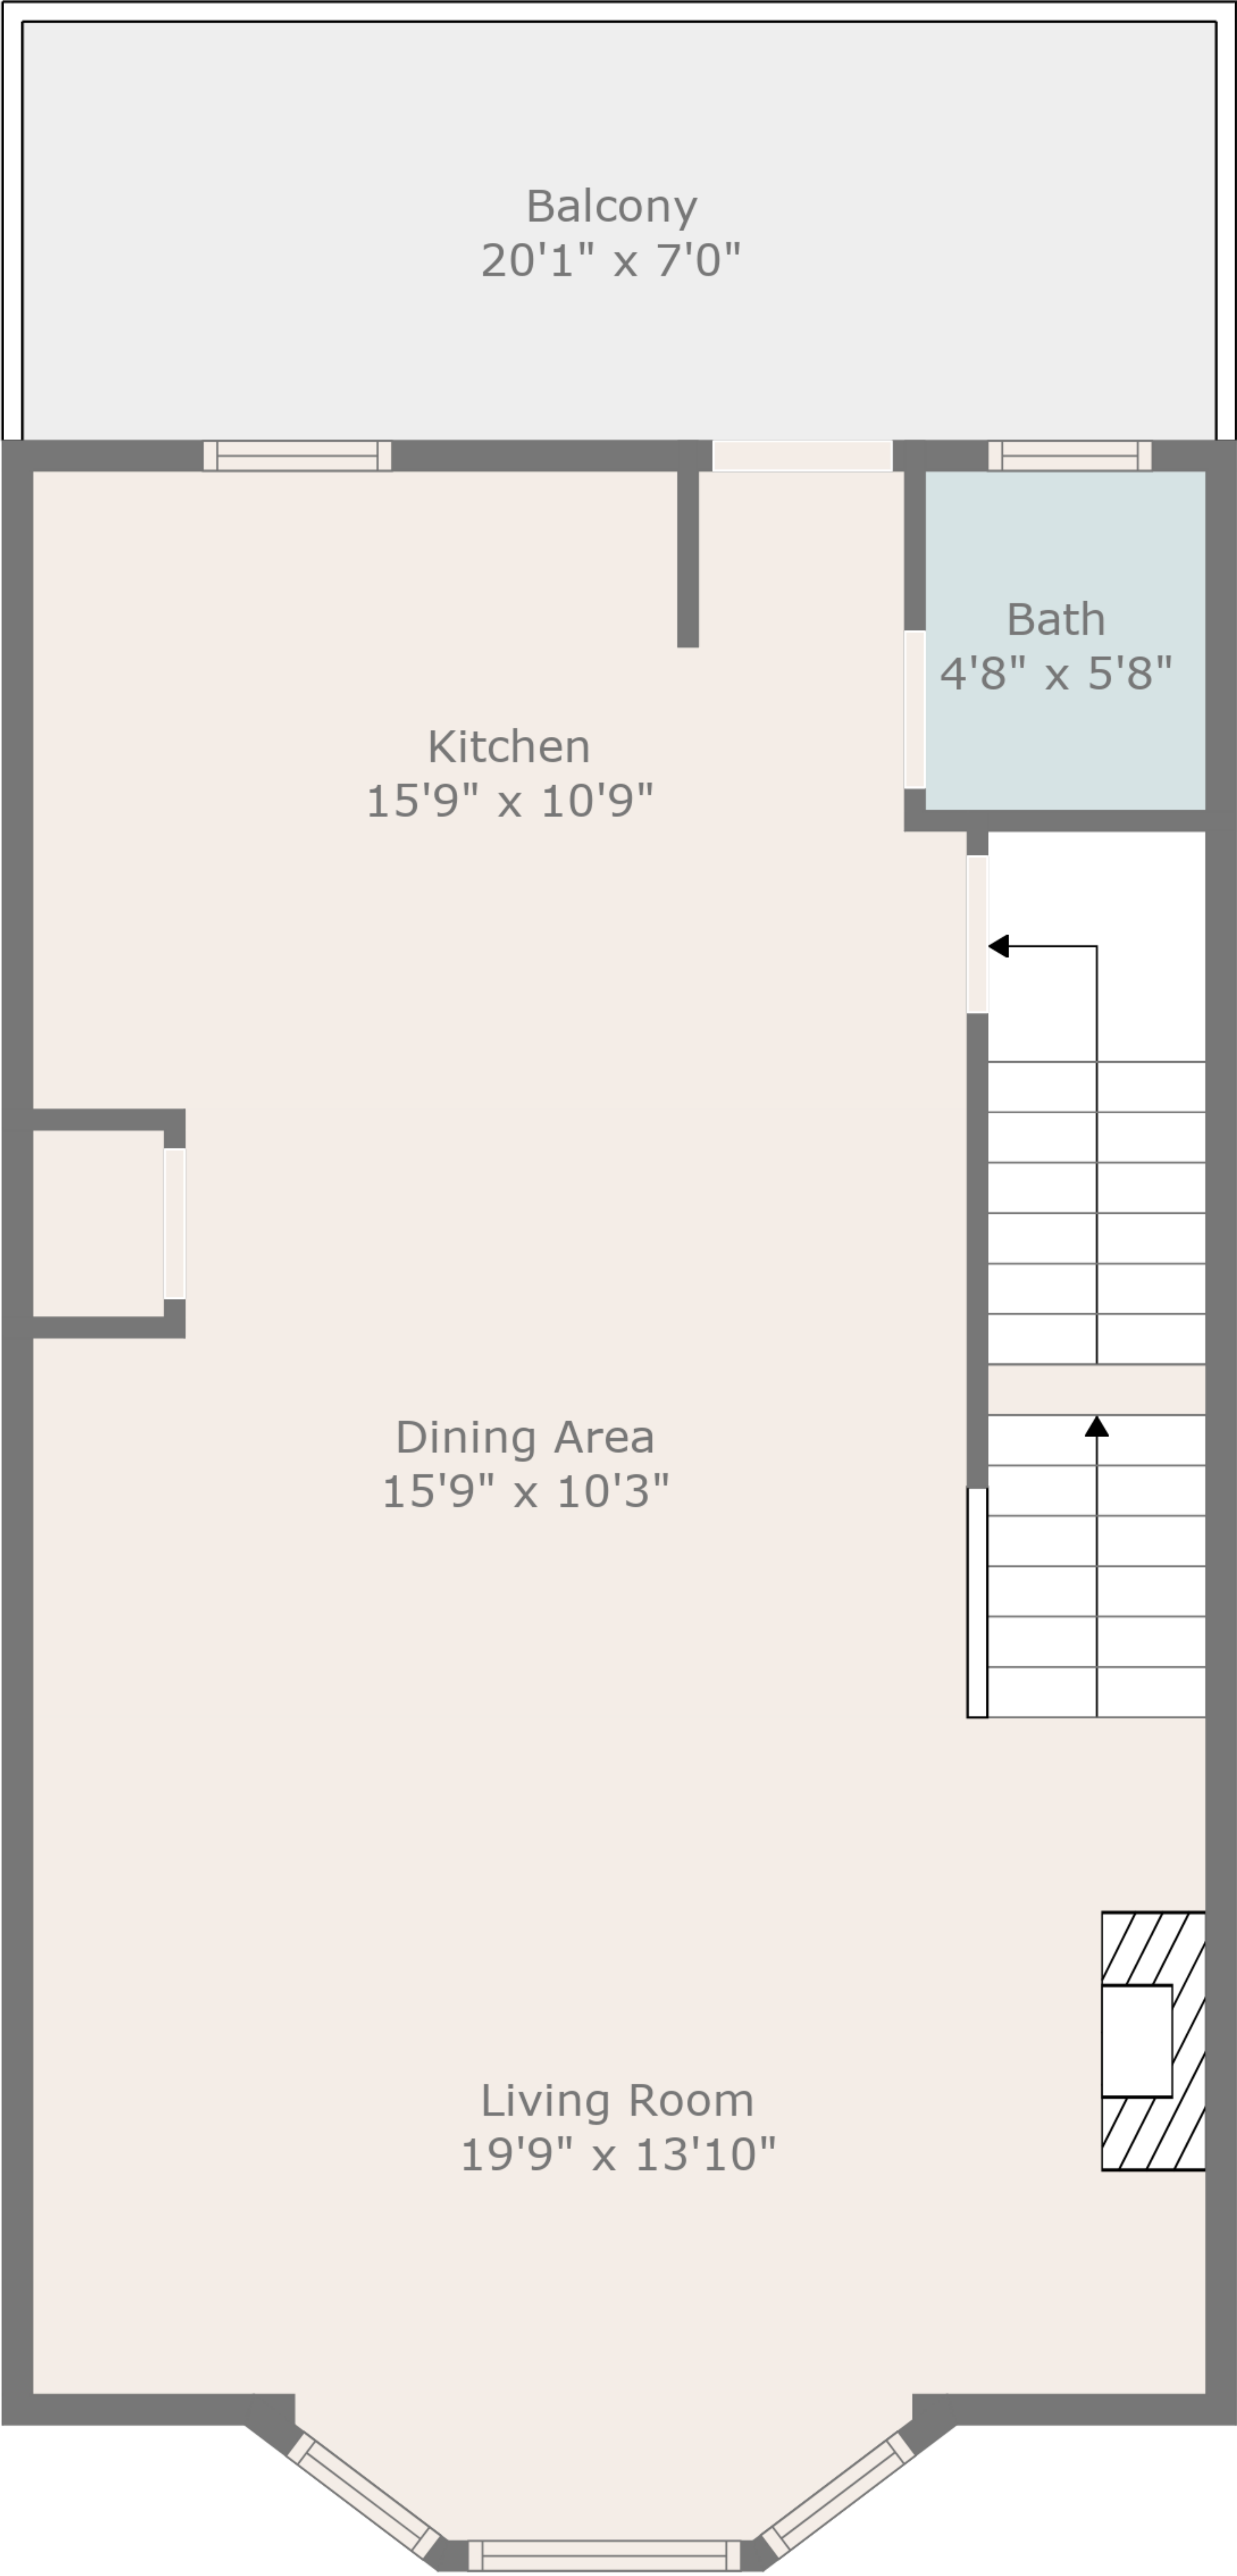 Balcony
20'1" x 7'0"
Bath
4'8" x 5'8"
Kitchen
15'9" x 10'9"
Dining Area
15'9" x 10'3"
Living Room
19'9" x 13'10"